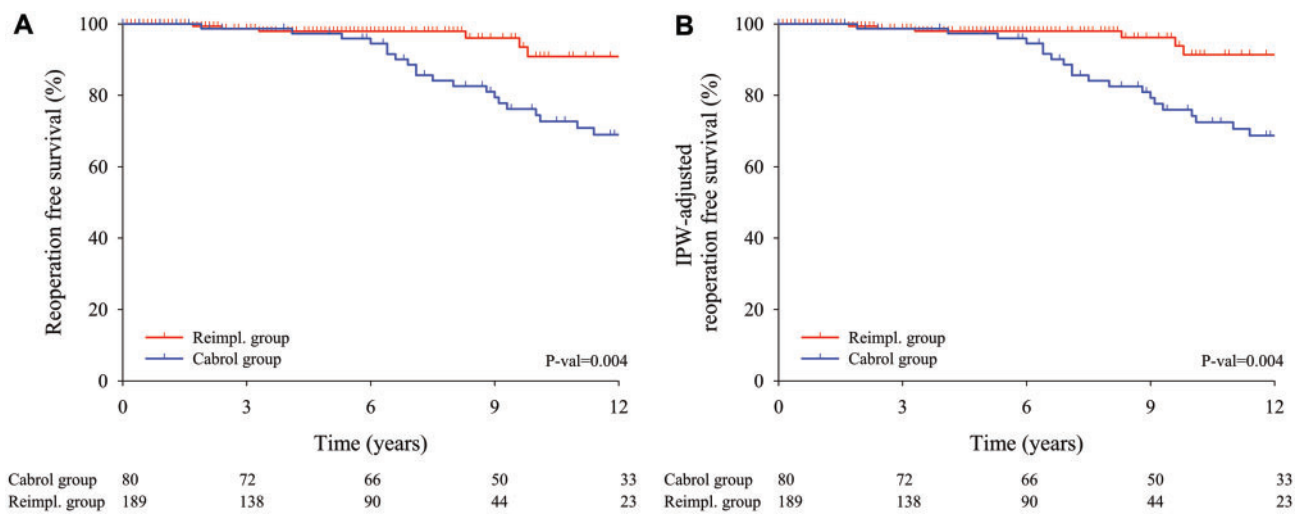 A
Reoperation free survival (%)
100
80
60
40
20
0
Reimpl. group
Cabrol group
P-val=0.004
0 3 6 9 12
Time (years)
Cabrol group 80 72 66 50 33
Reimpl. group 189 138 90 44 23
B
IPW-adjusted
reoperation free survival (%)
100
80
60
40
20
0
Reimpl. group
Cabrol group
P-val=0.004
0 3 6 9 12
Time (years)
Cabrol group 80 72 66 50 33
Reimpl. group 189 138 90 44 23